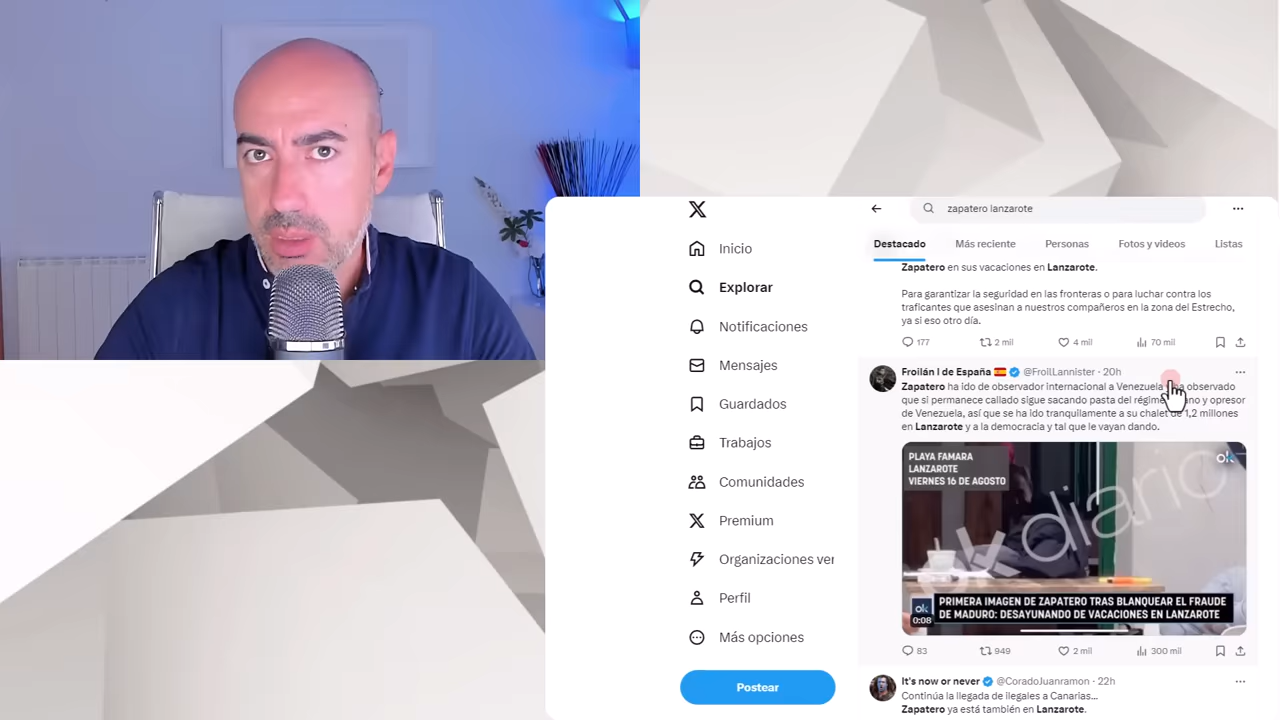 zapatero lanzarote
Destacado
Más reciente
Personas
Fotos y videos
Listas
Inicio
Explorar
Notificaciones
Mensajes
Guardados
Trabajos
Comunidades
Premium
Organizaciones ver
Perfil
Más opciones
Postear
Zapatero en sus vacaciones en Lanzarote.
Para garantizar la seguridad en las fronteras o para luchar contra los
traficantes que asesinan a nuestros compañeros en la zona del Estrecho,
ya si eso otro día.
177 2 mil 4 mil 70 mil
Froilán I de España @FroilLannister · 20h
Zapatero ha ido de observador internacional a Venezuela observado
que si permanece callado sigue sacando pasta del y opresor
de Venezuela, así que se ha ido tranquilamente a su chalet de 1,2 millones
en Lanzarote y a la democracia y tal que le vayan dando.
PLAYA FAMARA
LANZAROTE
VIERNES 16 DE AGOSTO
ok
okdiario
ok
0:08
PRIMERA IMAGEN DE ZAPATERO TRAS BLANQUEAR EL FRAUDE
DE MADURO: DESAYUNANDO DE VACACIONES EN LANZAROTE
83 949 2 mil 300 mil
It's now or never @CoradoJuanramon · 22h
Continúa la llegada de ilegales a Canarias...
Zapatero ya está también en Lanzarote.